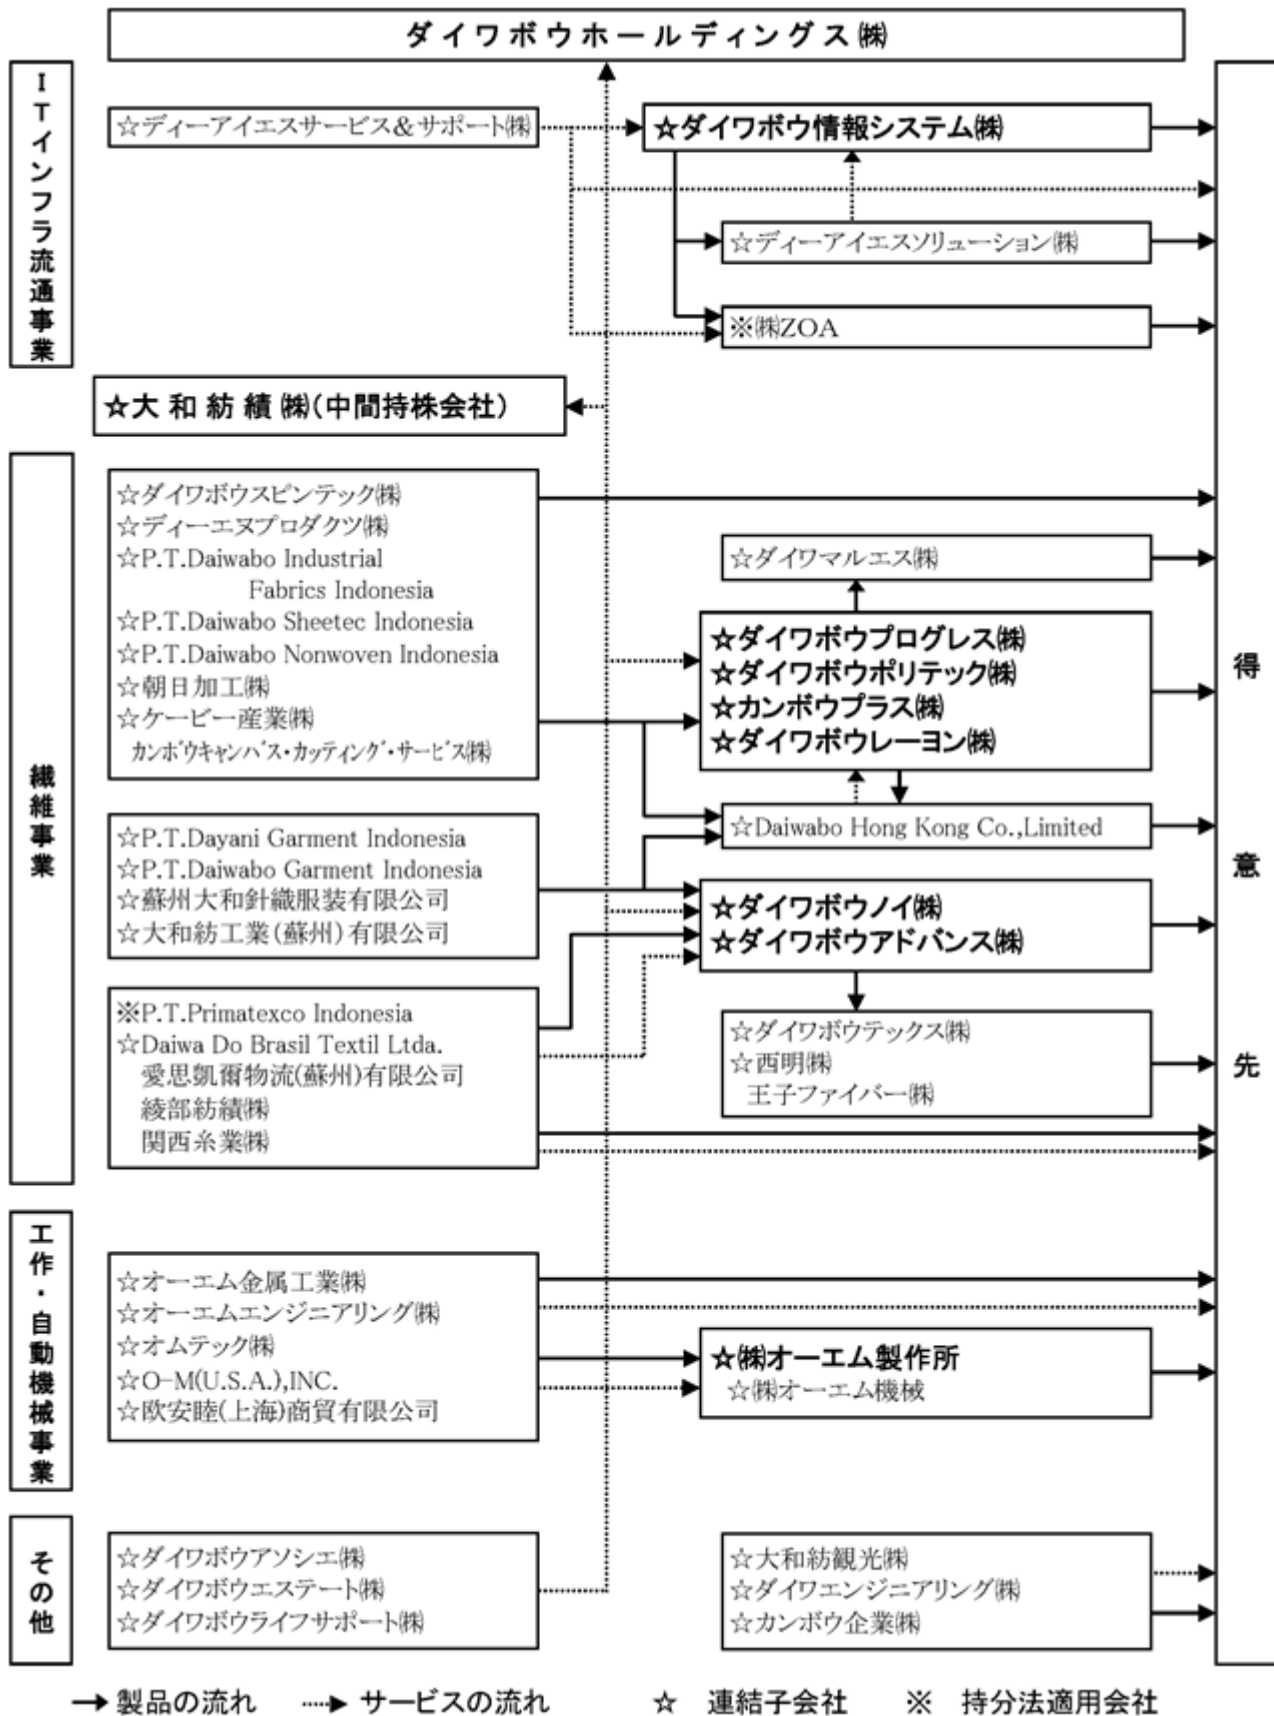 ダイワボウホールディングス㈱
ITインフラ流通事業
☆ディーアイエスサービス&サポート㈱
☆ダイワボウ情報システム㈱
☆ディーアイエスソリューション㈱
※㈱ZOA
☆大和紡績㈱(中間持株会社)
繊維事業
☆ダイワボウスピンテック㈱
☆ディーエヌプロダクツ㈱
☆P.T.Daiwabo Industrial
Fabrics Indonesia
☆P.T.Daiwabo Sheetec Indonesia
☆P.T.Daiwabo Nonwoven Indonesia
☆朝日加工㈱
☆ケービー産業㈱
カンボウキャンバス・カッティング・サービス㈱
☆ダイワマルエス㈱
☆ダイワボウプログレス㈱
☆ダイワボウポリテック㈱
☆カンボウプラス㈱
☆ダイワボウレーヨン㈱
☆P.T.Dayani Garment Indonesia
☆P.T.Daiwabo Garment Indonesia
☆蘇州大和針織服装有限公司
☆大和紡工業(蘇州)有限公司
☆Daiwabo Hong Kong Co.,Limited
☆ダイワボウノイ㈱
☆ダイワボウアドバンス㈱
※P.T.Primatexco Indonesia
☆Daiwa Do Brasil Textil Ltda.
愛思凱爾物流(蘇州)有限公司
綾部紡績㈱
関西糸業㈱
☆ダイワボウテックス㈱
☆西明㈱
王子ファイバー㈱
工作・自動機械事業
☆オーエム金属工業㈱
☆オーエムエンジニアリング㈱
☆オムテック㈱
☆O-M(U.S.A.),INC.
☆欧安睦(上海)商貿有限公司
☆㈱オーエム製作所
☆㈱オーエム機械
その他
☆ダイワボウアソシエ㈱
☆ダイワボウエステート㈱
☆ダイワボウライフサポート㈱
☆大和紡観光㈱
☆ダイワエンジニアリング㈱
☆カンボウ企業㈱
得意先
→ 製品の流れ
┈▶ サービスの流れ
☆ 連結子会社
※ 持分法適用会社